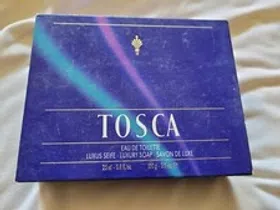 TOSCA
EAU DE TOILETTE
LUXUS SEIFE · LUXURY SOAP · SAVON DE LUXE